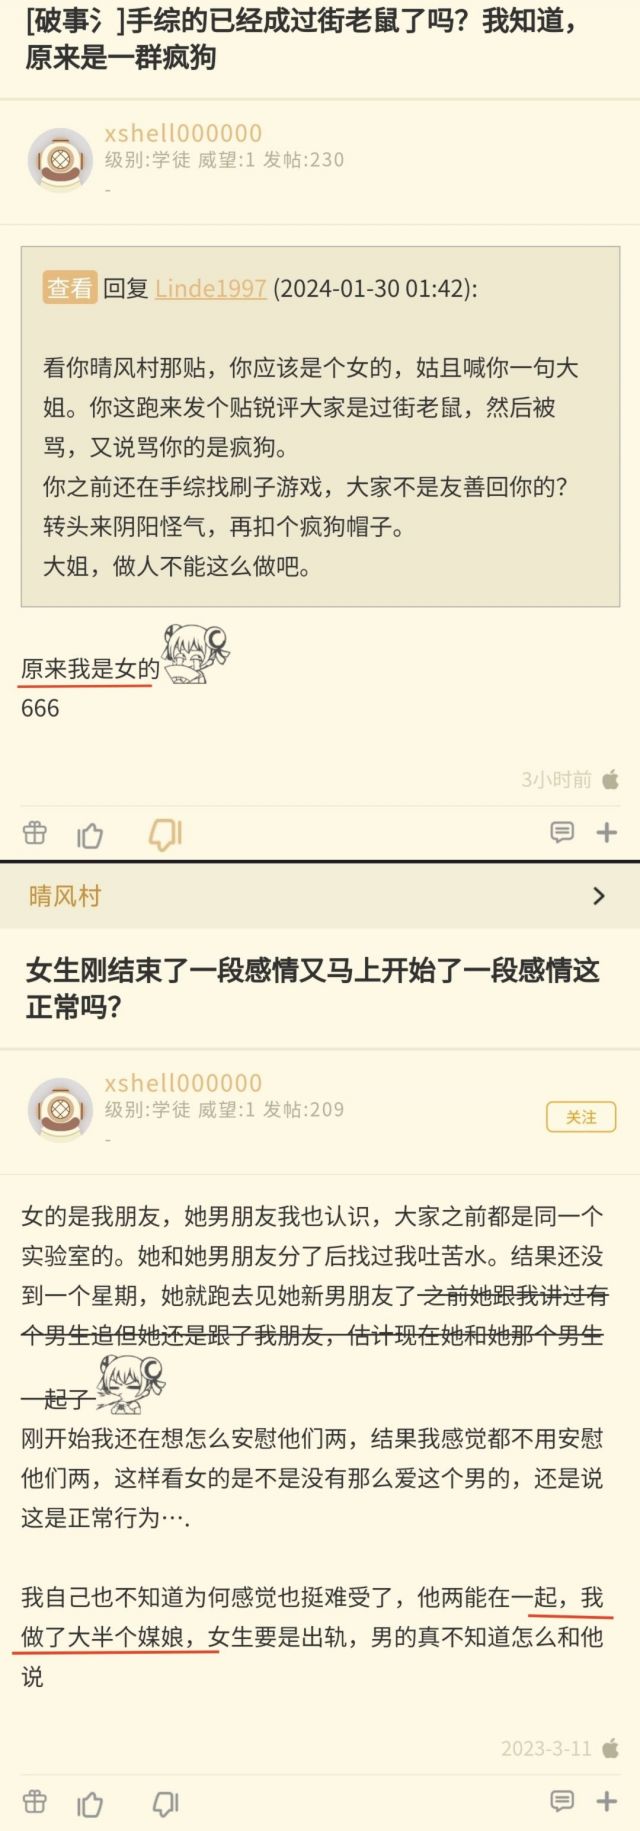 [破事氵]手综的已经成过街老鼠了吗？我知道，
原来是一群疯狗
xshell000000
级别:学徒 威望:1 发帖:230
-
查看 回复 Linde1997 (2024-01-30 01:42):
看你晴风村那贴，你应该是个女的，姑且喊你一句大
姐。你这跑来发个贴锐评大家是过街老鼠，然后被
骂，又说骂你的是疯狗。
你之前还在手综找刷子游戏，大家不是友善回你的？
转头来阴阳怪气，再扣个疯狗帽子。
大姐，做人不能这么做吧。
原来我是女的
666
3小时前
晴风村
女生刚结束了一段感情又马上开始了一段感情这
正常吗？
xshell000000
级别:学徒 威望:1 发帖:209
关注
-
女的是我朋友，她男朋友我也认识，大家之前都是同一个
实验室的。她和她男朋友分了后找过我吐苦水。结果还没
到一个星期，她就跑去见她新男朋友了 之前她跟我讲过有
个男生追但她还是跟了我朋友，估计现在她和她那个男生
一起了
刚开始我还在想怎么安慰他们两，结果我感觉都不用安慰
他们两，这样看女的是不是没有那么爱这个男的，还是说
这是正常行为….
我自己也不知道为何感觉也挺难受了，他两能在一起，我
做了大半个媒娘，女生要是出轨，男的真不知道怎么和他
说
2023-3-11